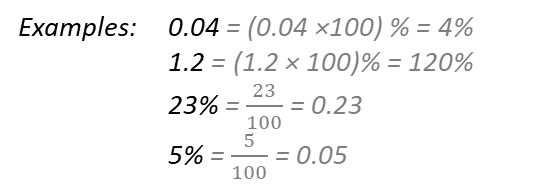 Examples: 0.04 = (0.04 ×100) % = 4%
1.2 = (1.2 × 100)% = 120%
23% = 23/100 = 0.23
5% = 5/100 = 0.05